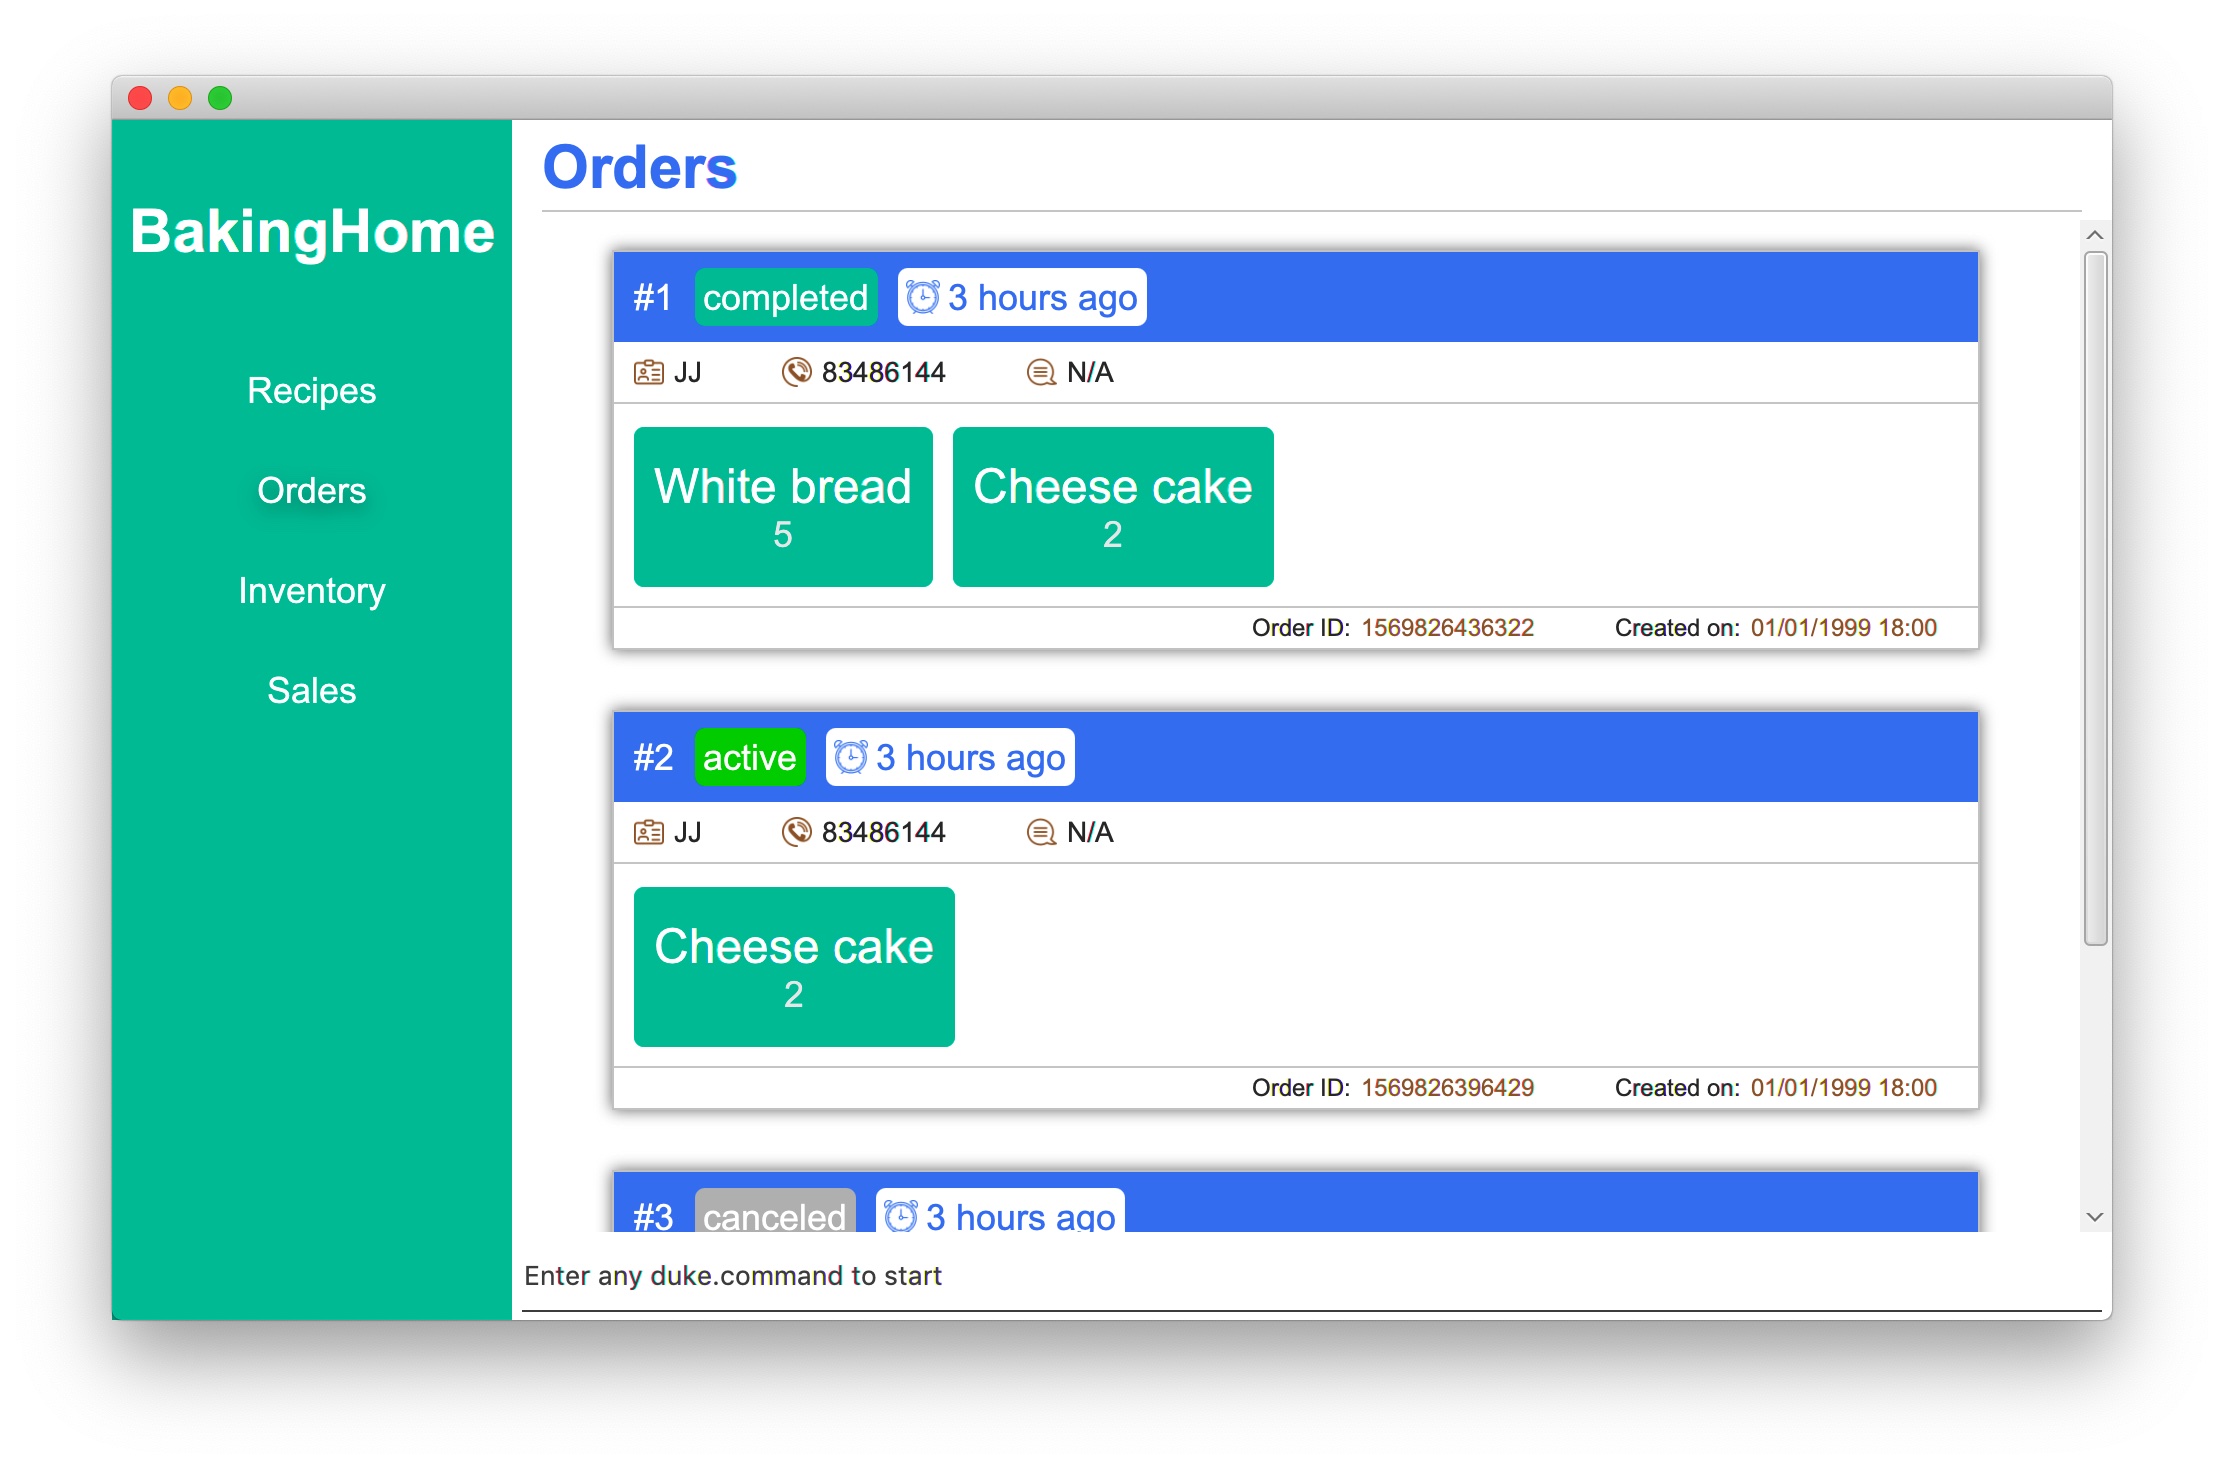 BakingHome
Recipes
Orders
Inventory
Sales
Orders
#1 completed 3 hours ago
JJ 83486144 N/A
White bread
5
Cheese cake
2
Order ID: 1569826436322 Created on: 01/01/1999 18:00
#2 active 3 hours ago
JJ 83486144 N/A
Cheese cake
2
Order ID: 1569826396429 Created on: 01/01/1999 18:00
#3 canceled 3 hours ago
Enter any duke.command to start